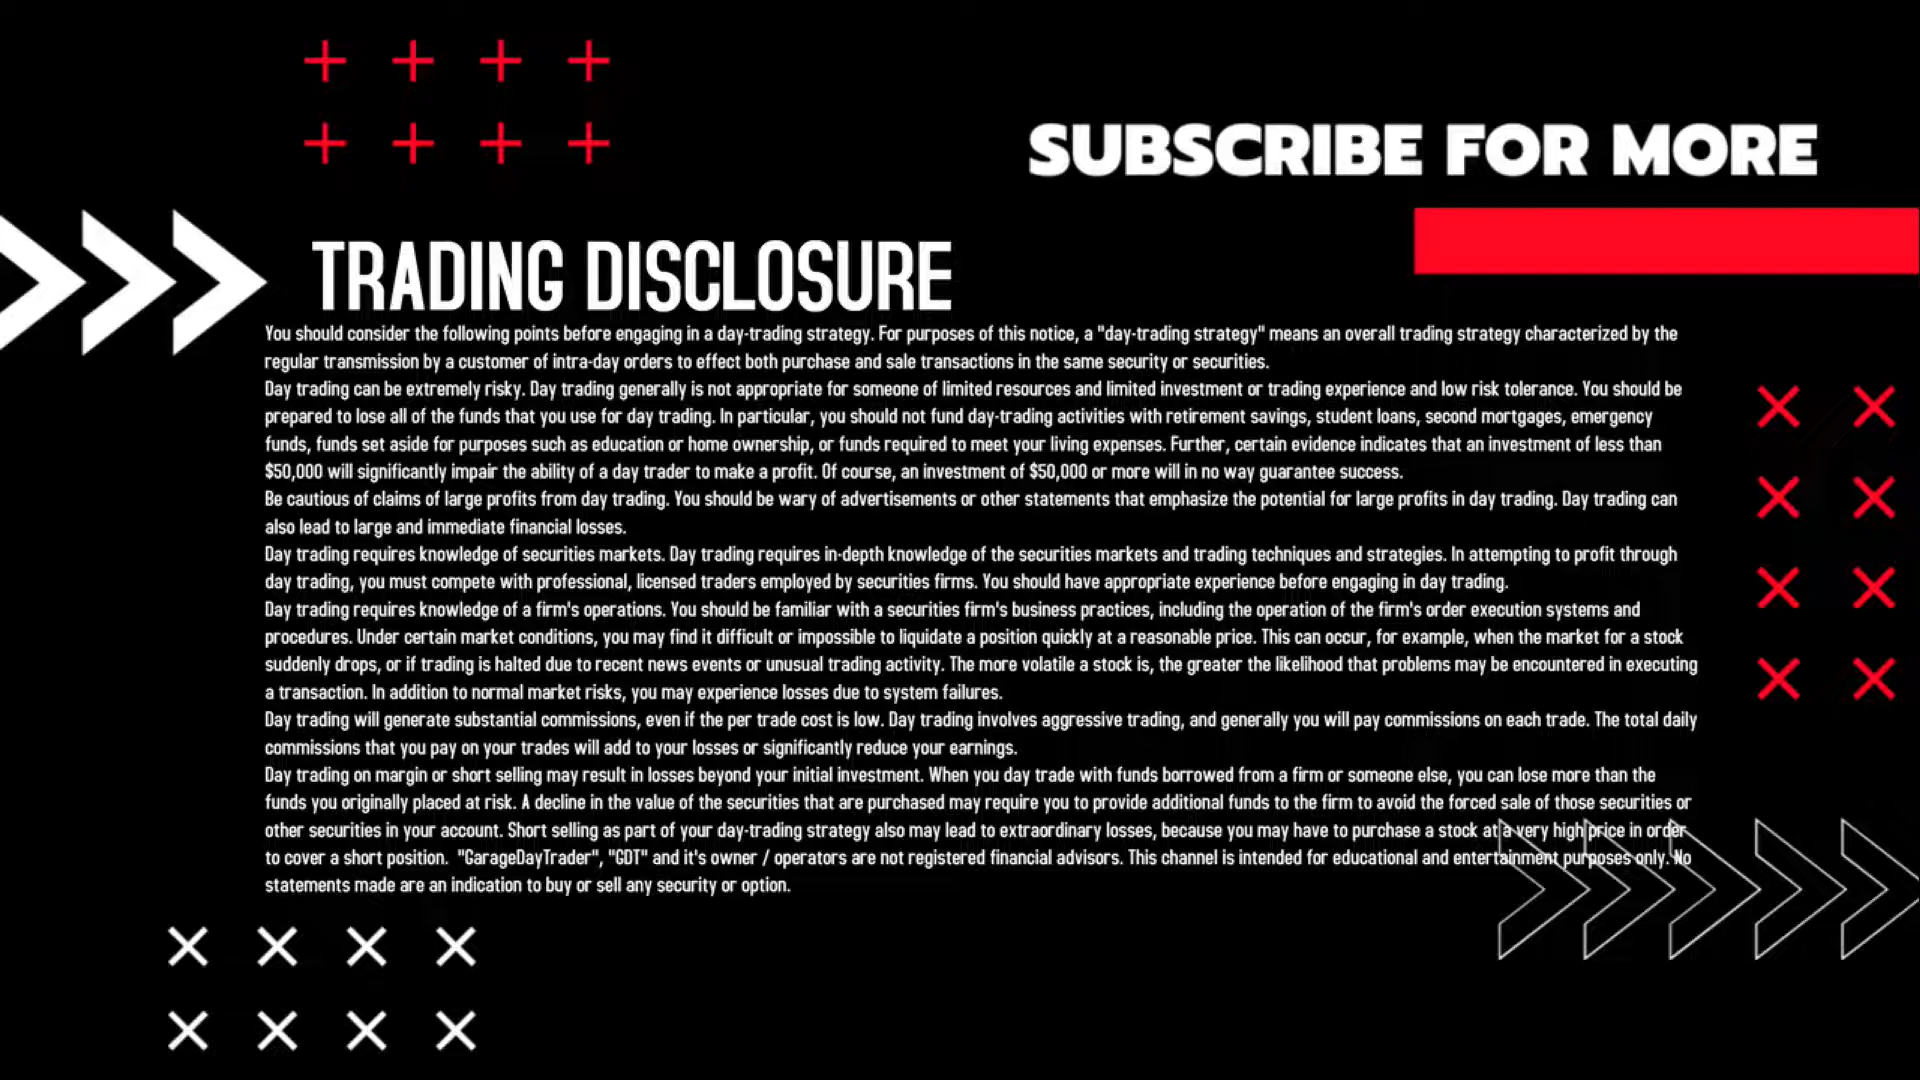 SUBSCRIBE FOR MORE
TRADING DISCLOSURE
You should consider the following points before engaging in a day-trading strategy. For purposes of this notice, a "day-trading strategy" means an overall trading strategy characterized by the
regular transmission by a customer of intra-day orders to effect both purchase and sale transactions in the same security or securities.
Day trading can be extremely risky. Day trading generally is not appropriate for someone of limited resources and limited investment or trading experience and low risk tolerance. You should be
prepared to lose all of the funds that you use for day trading. In particular, you should not fund day-trading activities with retirement savings, student loans, second mortgages, emergency
funds, funds set aside for purposes such as education or home ownership, or funds required to meet your living expenses. Further, certain evidence indicates that an investment of less than
$50,000 will significantly impair the ability of a day trader to make a profit. Of course, an investment of $50,000 or more will in no way guarantee success.
Be cautious of claims of large profits from day trading. You should be wary of advertisements or other statements that emphasize the potential for large profits in day trading. Day trading can
also lead to large and immediate financial losses.
Day trading requires knowledge of securities markets. Day trading requires in-depth knowledge of the securities markets and trading techniques and strategies. In attempting to profit through
day trading, you must compete with professional, licensed traders employed by securities firms. You should have appropriate experience before engaging in day trading.
Day trading requires knowledge of a firm's operations. You should be familiar with a securities firm's business practices, including the operation of the firm's order execution systems and
procedures. Under certain market conditions, you may find it difficult or impossible to liquidate a position quickly at a reasonable price. This can occur, for example, when the market for a stock
suddenly drops, or if trading is halted due to recent news events or unusual trading activity. The more volatile a stock is, the greater the likelihood that problems may be encountered in executing
a transaction. In addition to normal market risks, you may experience losses due to system failures.
Day trading will generate substantial commissions, even if the per trade cost is low. Day trading involves aggressive trading, and generally you will pay commissions on each trade. The total daily
commissions that you pay on your trades will add to your losses or significantly reduce your earnings.
Day trading on margin or short selling may result in losses beyond your initial investment. When you day trade with funds borrowed from a firm or someone else, you can lose more than the
funds you originally placed at risk. A decline in the value of the securities that are purchased may require you to provide additional funds to the firm to avoid the forced sale of those securities or
other securities in your account. Short selling as part of your day-trading strategy also may lead to extraordinary losses, because you may have to purchase a stock at a very high price in order
to cover a short position. "GarageDayTrader", "GDT" and it's owner / operators are not registered financial advisors. This channel is intended for educational and entertainment purposes only. No
statements made are an indication to buy or sell any security or option.